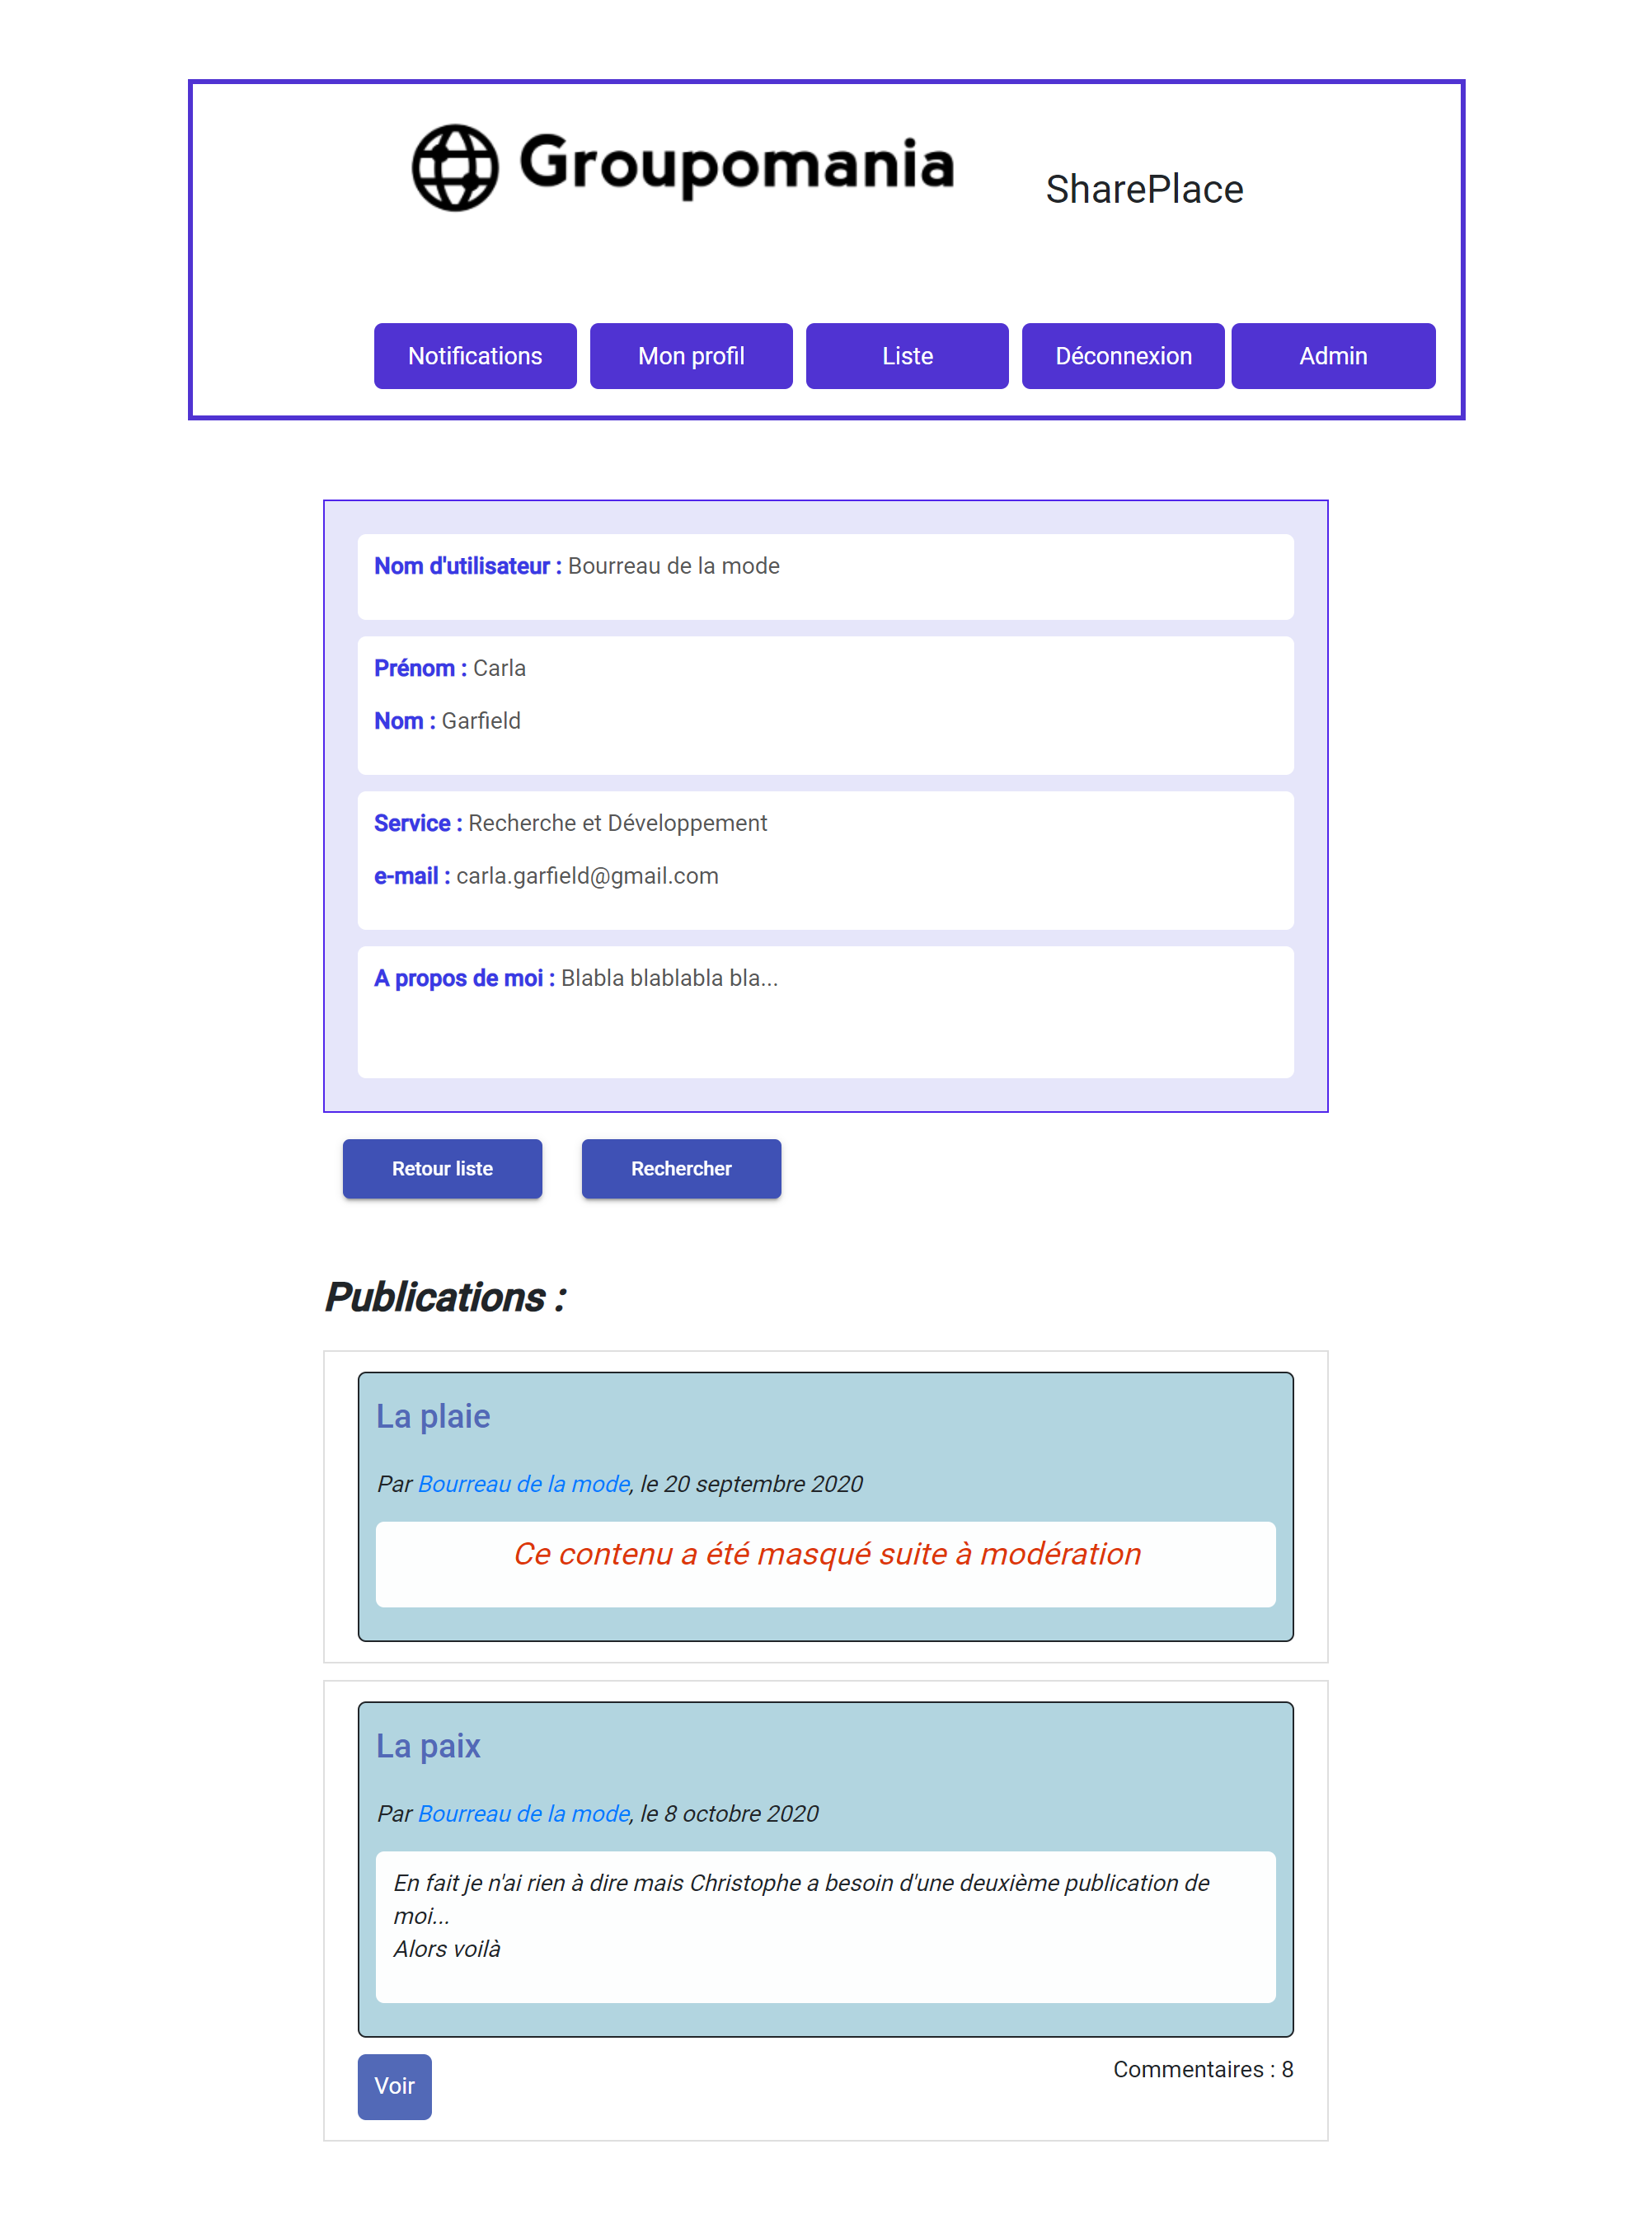 Groupomania
SharePlace
Notifications
Mon profil
Liste
Déconnexion
Admin
Nom d'utilisateur : Bourreau de la mode
Prénom : Carla
Nom : Garfield
Service : Recherche et Développement
e-mail : carla.garfield@gmail.com
A propos de moi : Blabla blablabla bla...
Retour liste
Rechercher
Publications :
La plaie
Par Bourreau de la mode, le 20 septembre 2020
Ce contenu a été masqué suite à modération
La paix
Par Bourreau de la mode, le 8 octobre 2020
En fait je n'ai rien à dire mais Christophe a besoin d'une deuxième publication de
moi...
Alors voilà
Voir
Commentaires : 8